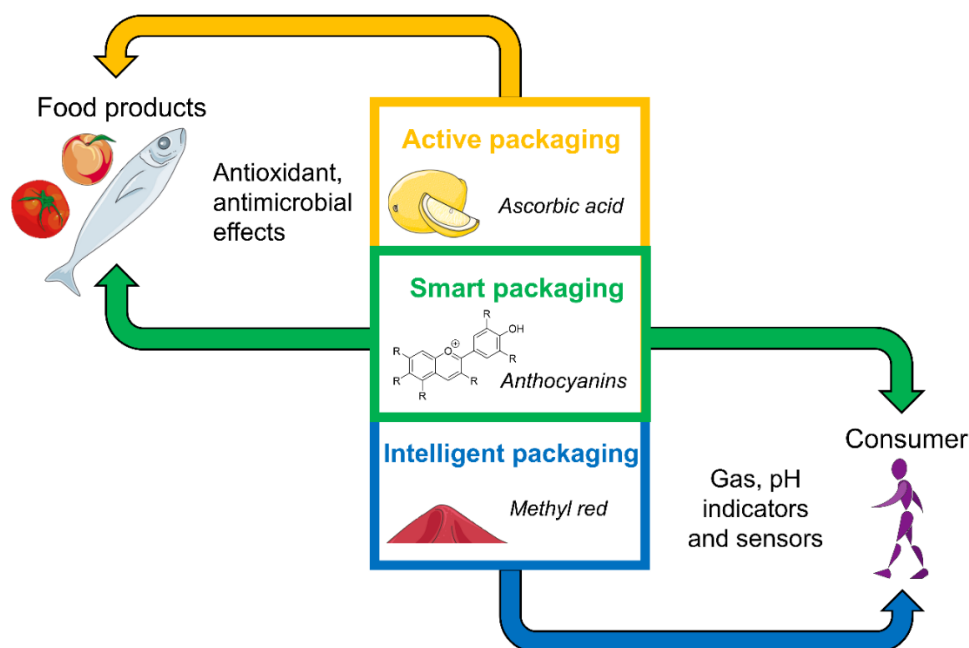 Food products
Antioxidant,
antimicrobial
effects
Active packaging
Ascorbic acid
Smart packaging
R
OH
R
O
+
R
R
R
R
Anthocyanins
Intelligent packaging
Methyl red
Consumer
Gas, pH
indicators
and sensors